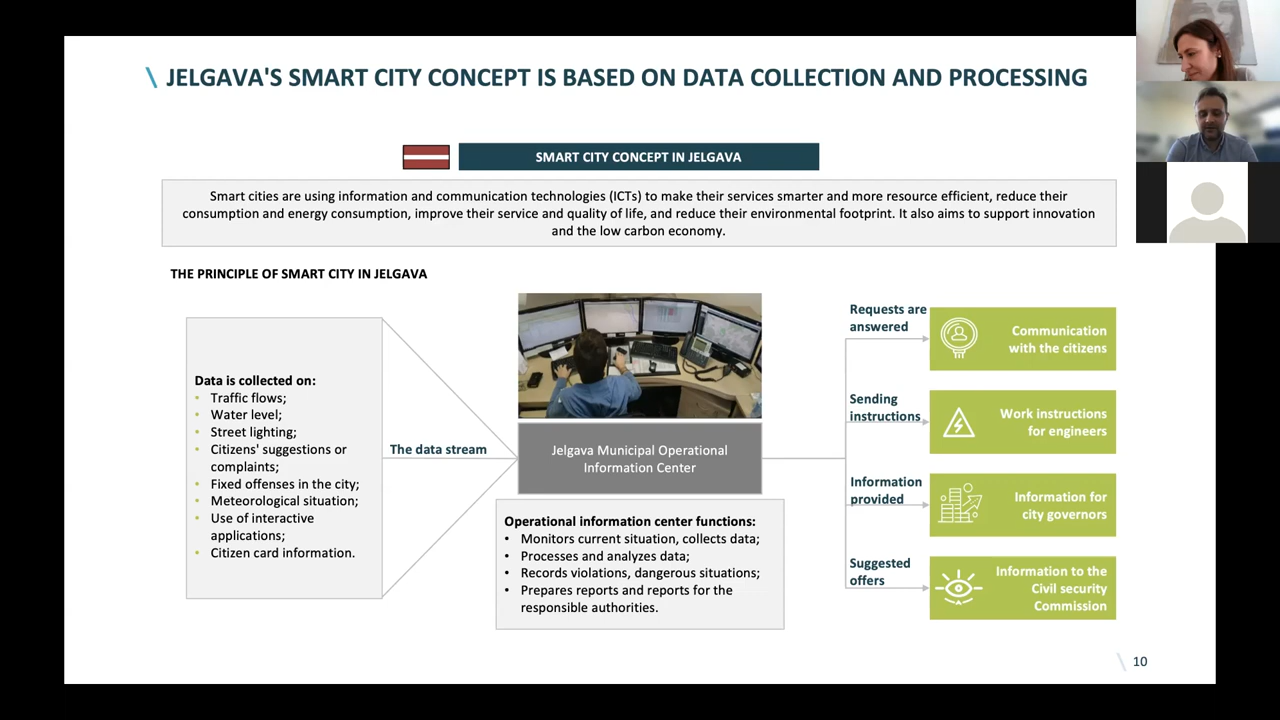 \ JELGAVA'S SMART CITY CONCEPT IS BASED ON DATA COLLECTION AND PROCESSING
SMART CITY CONCEPT IN JELGAVA
Smart cities are using information and communication technologies (ICTs) to make their services smarter and more resource efficient, reduce their
consumption and energy consumption, improve their service and quality of life, and reduce their environmental footprint. It also aims to support innovation
and the low carbon economy.
THE PRINCIPLE OF SMART CITY IN JELGAVA
Data is collected on:
• Traffic flows;
• Water level;
• Street lighting;
• Citizens' suggestions or
complaints;
• Fixed offenses in the city;
• Meteorological situation;
• Use of interactive
applications;
• Citizen card information.
The data stream
Jelgava Municipal Operational
Information Center
Operational information center functions:
• Monitors current situation, collects data;
• Processes and analyzes data;
• Records violations, dangerous situations;
• Prepares reports and reports for the
responsible authorities.
Requests are
answered
Communication
with the citizens
Sending
instructions
Work instructions
for engineers
Information
provided
Information for
city governors
Suggested
offers
Information to the
Civil security
Commission
\ 10